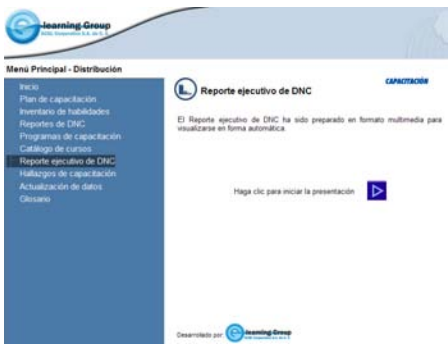 e-learning Group
Menú Principal - Distribución
Inicio
Plan de capacitación
Inventario de habilidades
Reportes de DNC
Programas de capacitación
Catálogo de cursos
Reporte ejecutivo de DNC
Hallazgos de capacitación
Actualización de datos
Glosario
CAPACITACIÓN
Reporte ejecutivo de DNC
El Reporte ejecutivo de DNC ha sido preparado en formato multimedia para
visualizarse en forma automática.
Haga clic para iniciar la presentación
Desarrollado por:
e-learning Group